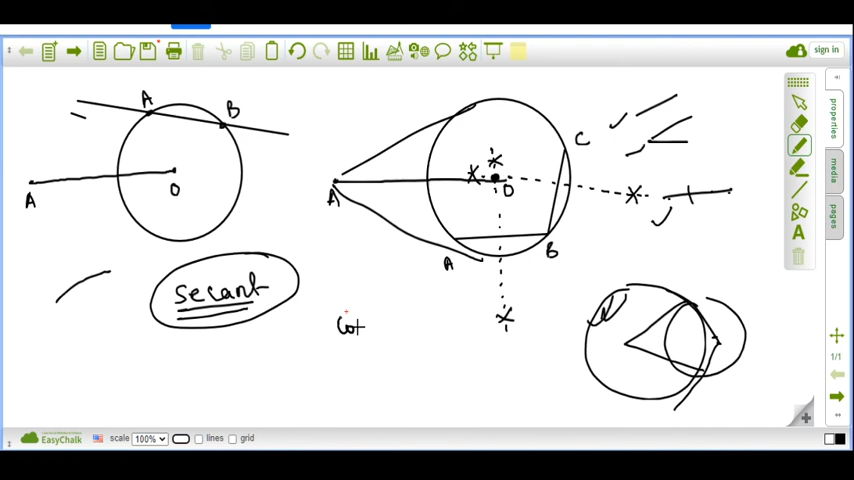 sign in
properties
media
pages
A
B
A
O
A
O
C
A
B
secant
1/1
EasyChalk
scale
100%
lines
grid